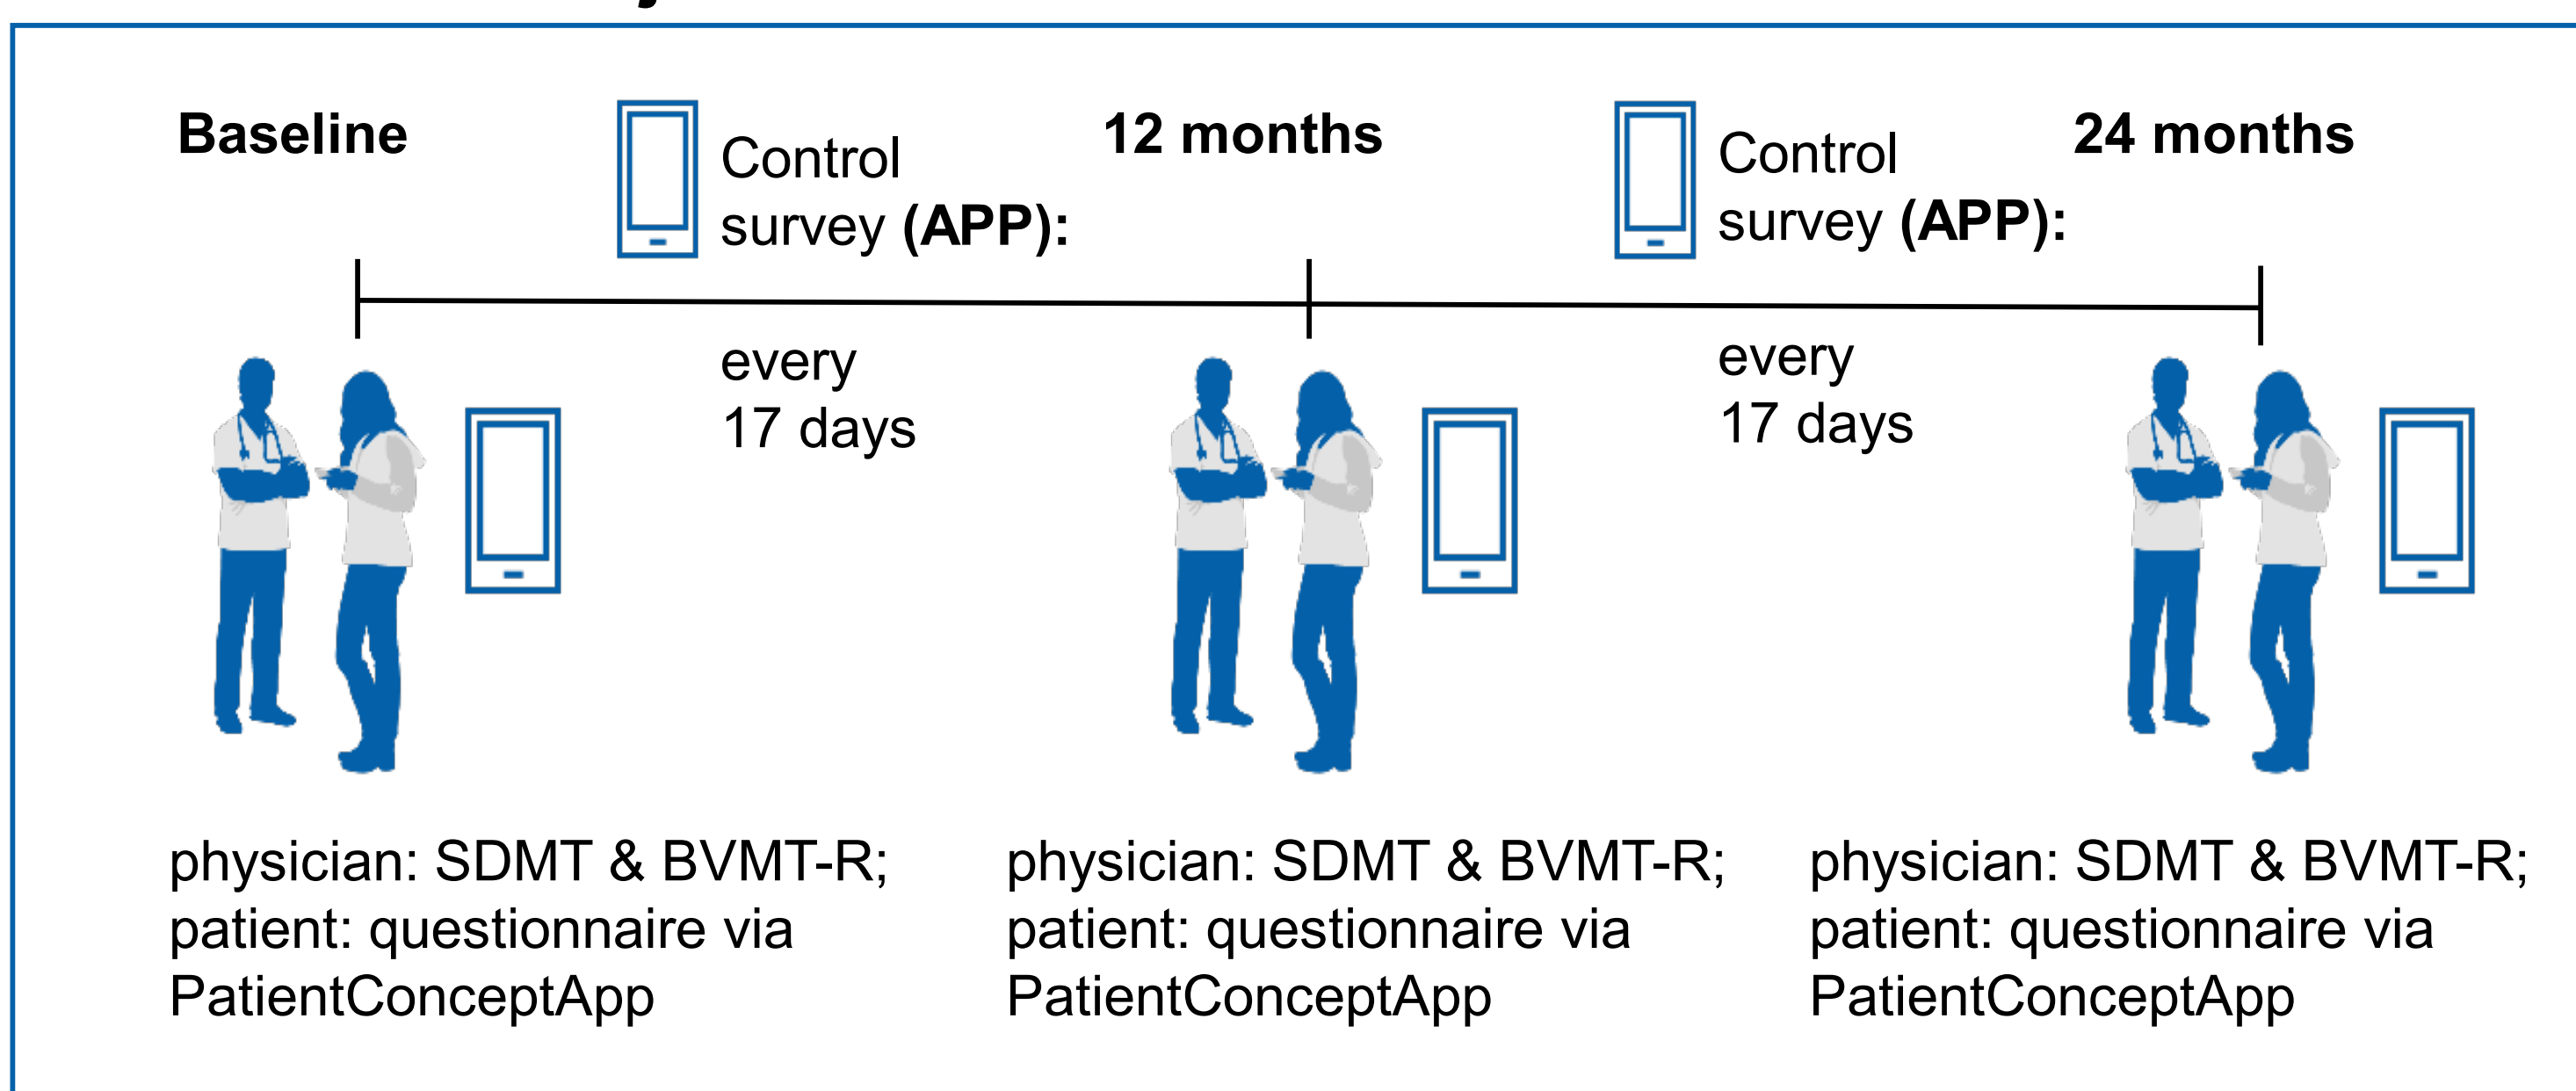 Baseline
Control
survey (APP):
12 months
Control
survey (APP):
24 months
every
17 days
every
17 days
physician: SDMT & BVMT-R;
patient: questionnaire via
PatientConceptApp
physician: SDMT & BVMT-R;
patient: questionnaire via
PatientConceptApp
physician: SDMT & BVMT-R;
patient: questionnaire via
PatientConceptApp